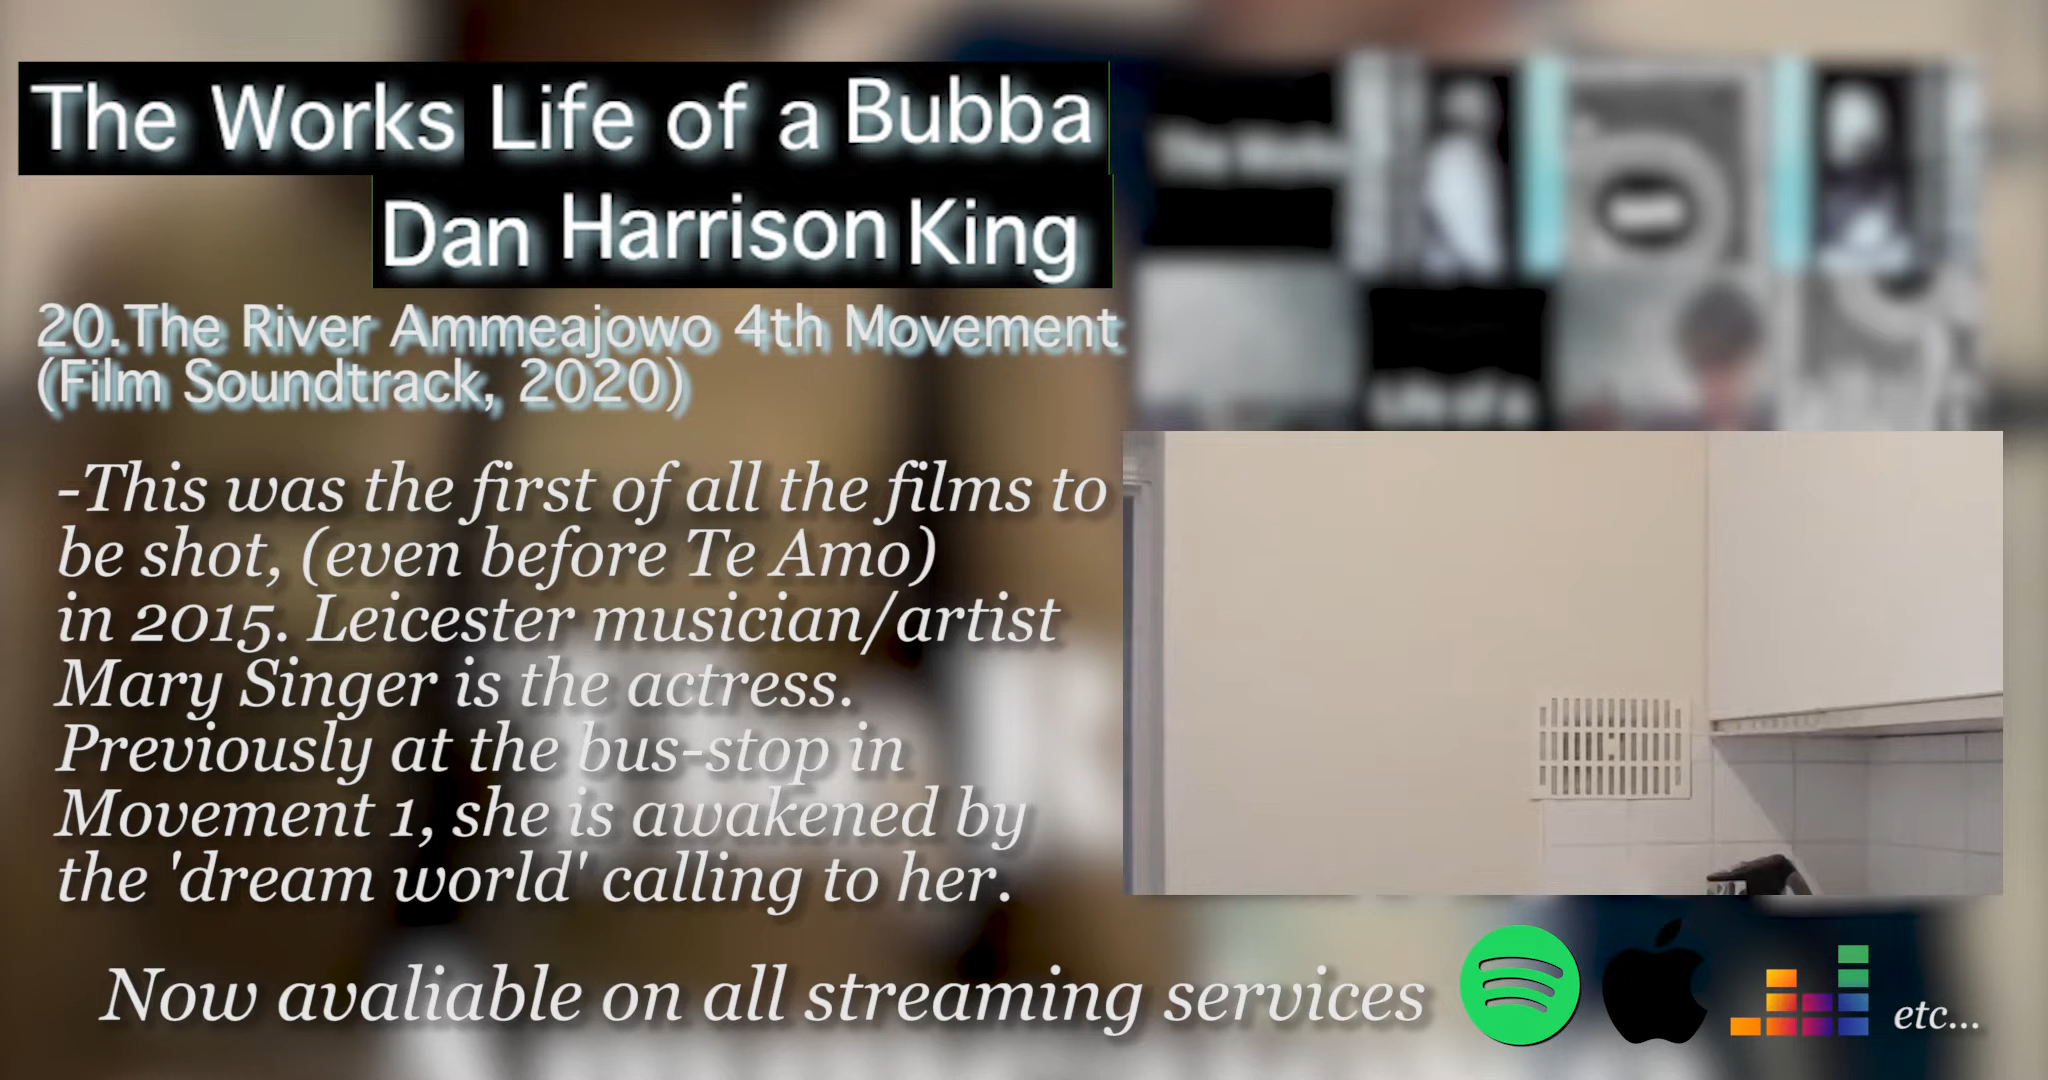 The Works Life of a Bubba
Dan Harrison King
20.The River Ammeajowo 4th Movement
(Film Soundtrack, 2020)
-This was the first of all the films to
be shot, (even before Te Amo)
in 2015. Leicester musician/artist
Mary Singer is the actress.
Previously at the bus-stop in
Movement 1, she is awakened by
the 'dream world' calling to her.
Now avaliable on all streaming services
etc...